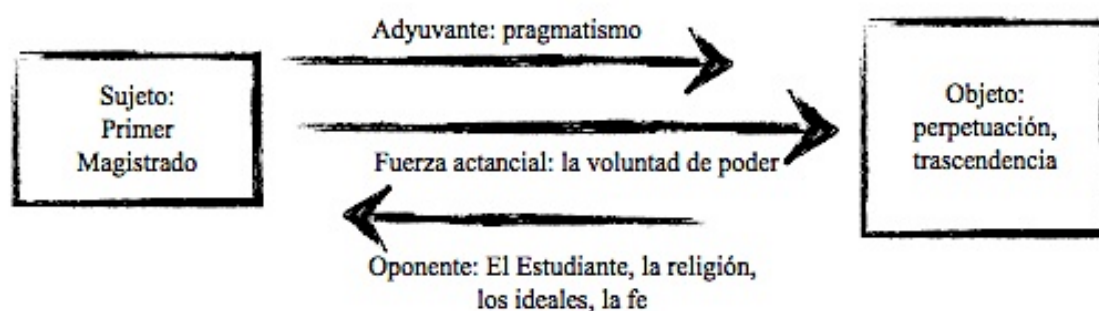 Adyuvante: pragmatismo
Sujeto:
Primer
Magistrado
Objeto:
perpetuación,
trascendencia
Fuerza actancial: la voluntad de poder
Oponente: El Estudiante, la religión,
los ideales, la fe